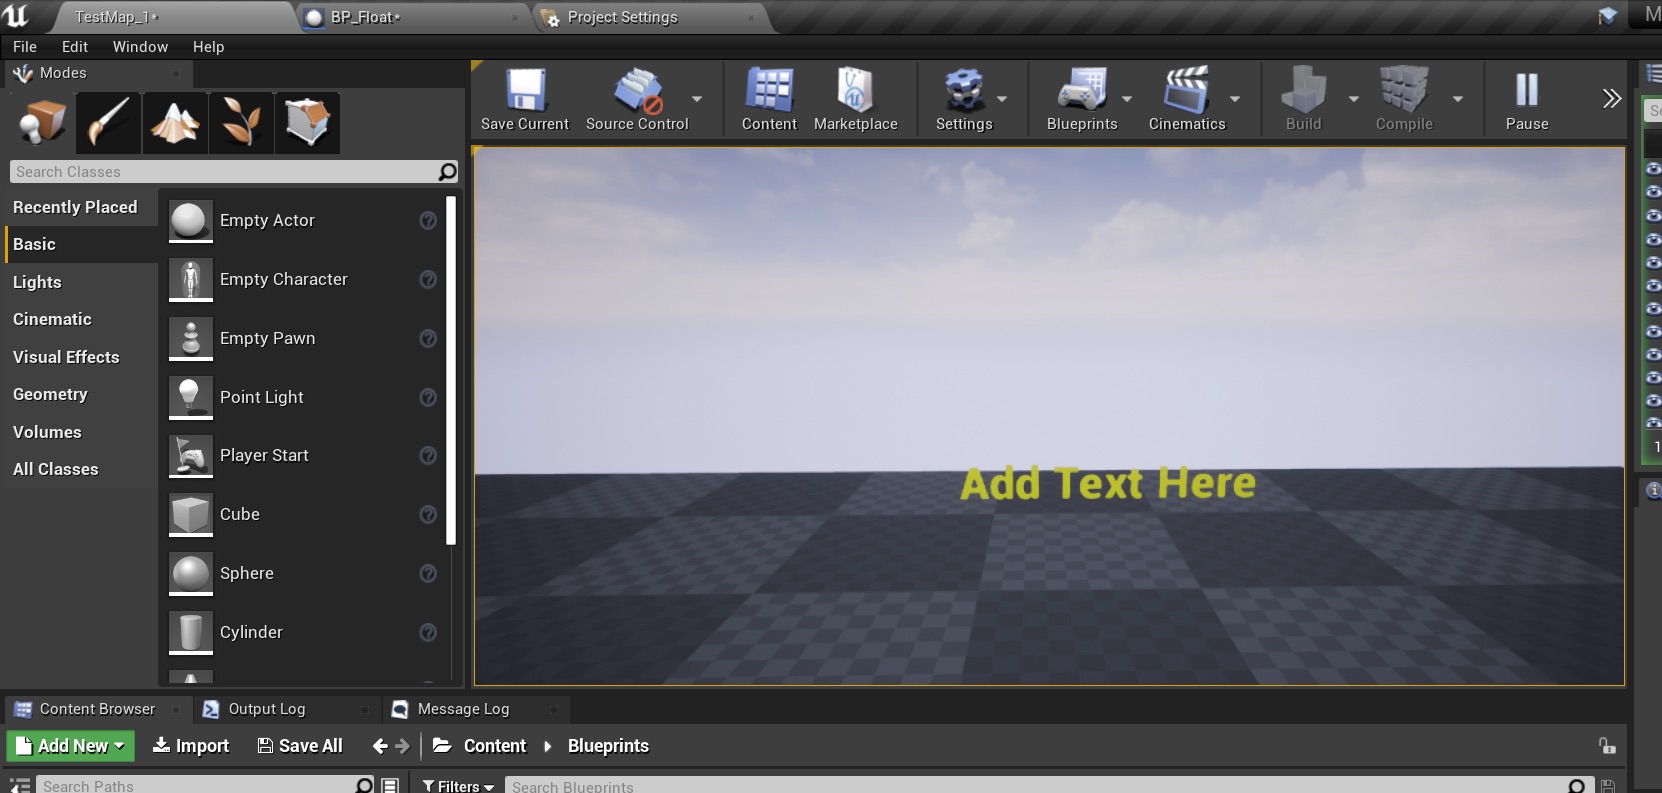 TestMap_1*
BP_Float*
Project Settings
M
File Edit Window Help
Modes
Save Current
Source Control
Content
Marketplace
Settings
Blueprints
Cinematics
Build
Compile
Pause
Search Classes
Recently Placed
Basic
Lights
Cinematic
Visual Effects
Geometry
Volumes
All Classes
Empty Actor
Empty Character
Empty Pawn
Point Light
Player Start
Cube
Sphere
Cylinder
Add Text Here
Se
1
Content Browser
Output Log
Message Log
Add New
Import
Save All
Content
Blueprints
Search Paths
Filters
Search Blueprints